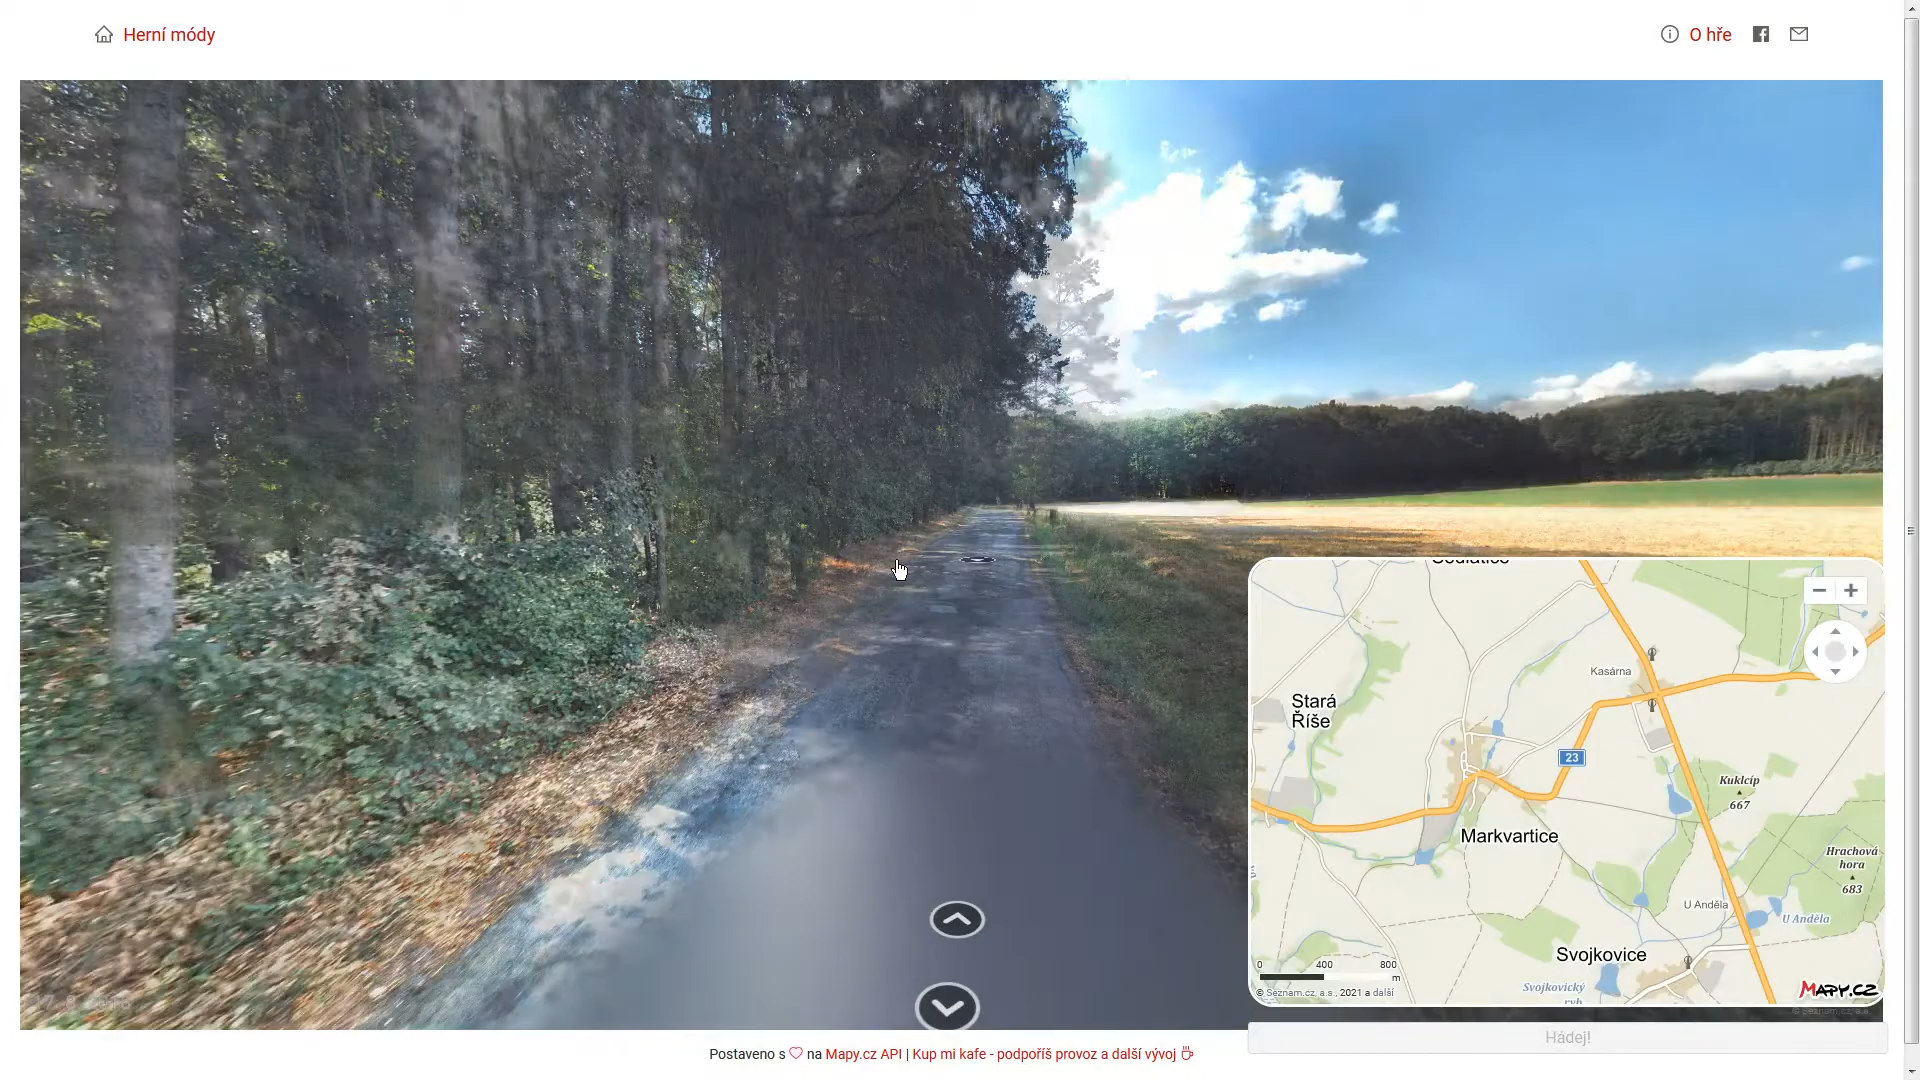 Herní módy
O hře
Kasárna
Stará
Říše
23
Kuklcíp
667
Markvartice
Hrachová
hora
683
U Anděla
U Anděla
Svojkovice
0 400 800
m
Svojkovický
© Seznam.cz, a.s., 2021 a další
MAPY.CZ
Hádej!
Postaveno s na Mapy.cz API | Kup mi kafe - podpoříš provoz a další vývoj